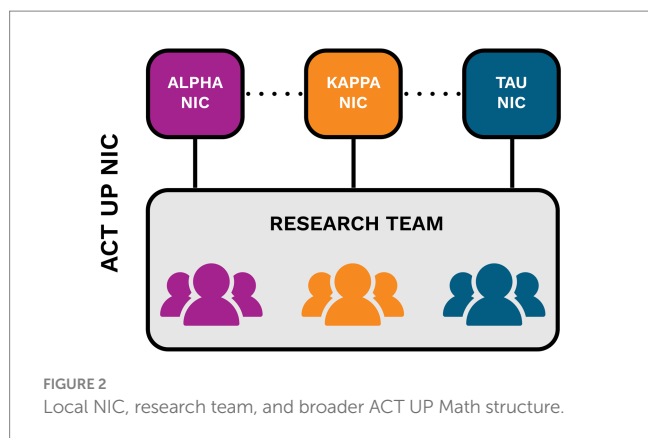 ALPHA
NIC
KAPPA
NIC
TAU
NIC
ACT UP NIC
RESEARCH TEAM
FIGURE 2
Local NIC, research team, and broader ACT UP Math structure.